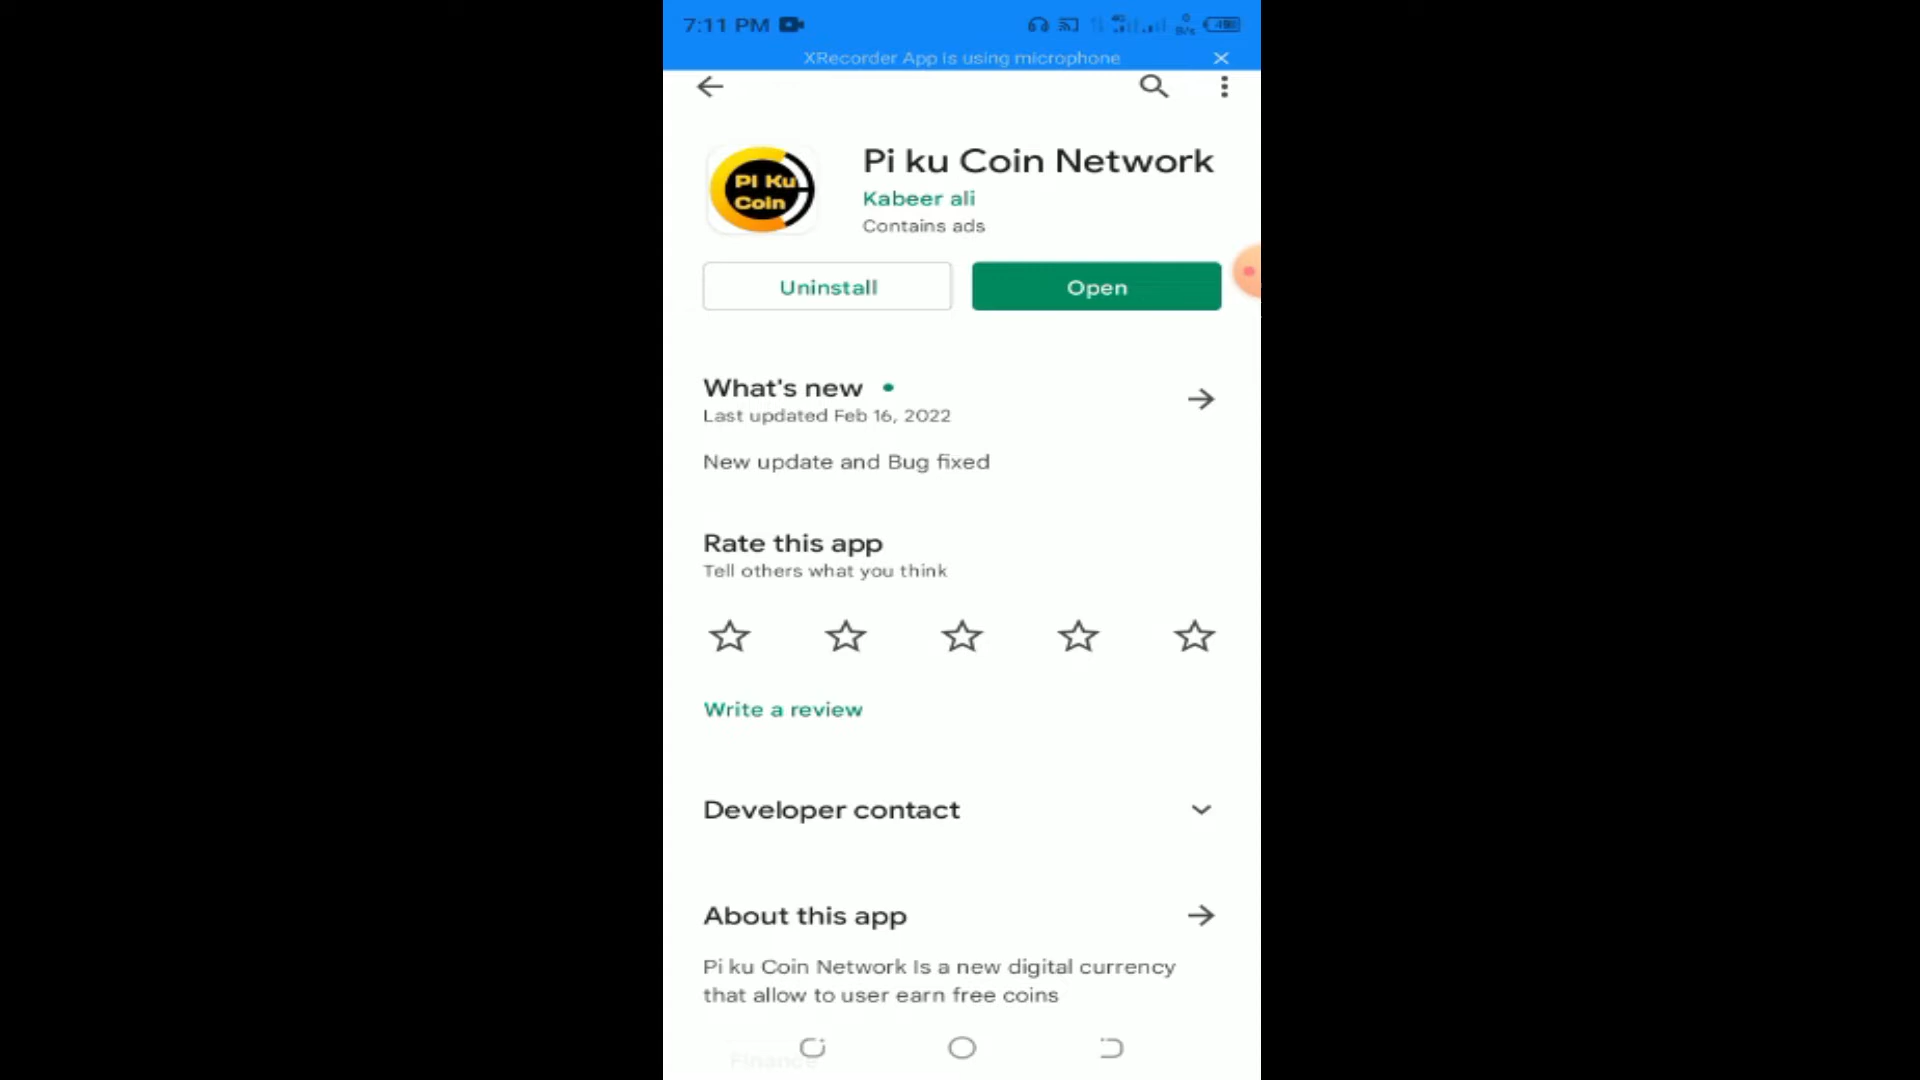 7:11 PM
XRecorder App is using microphone
Pi Ku
Coin
Pi ku Coin Network
Kabeer ali
Contains ads
Uninstall
Open
What's new
Last updated Feb 16, 2022
New update and Bug fixed
Rate this app
Tell others what you think
Write a review
Developer contact
About this app
Pi ku Coin Network Is a new digital currency
that allow to user earn free coins
Finance